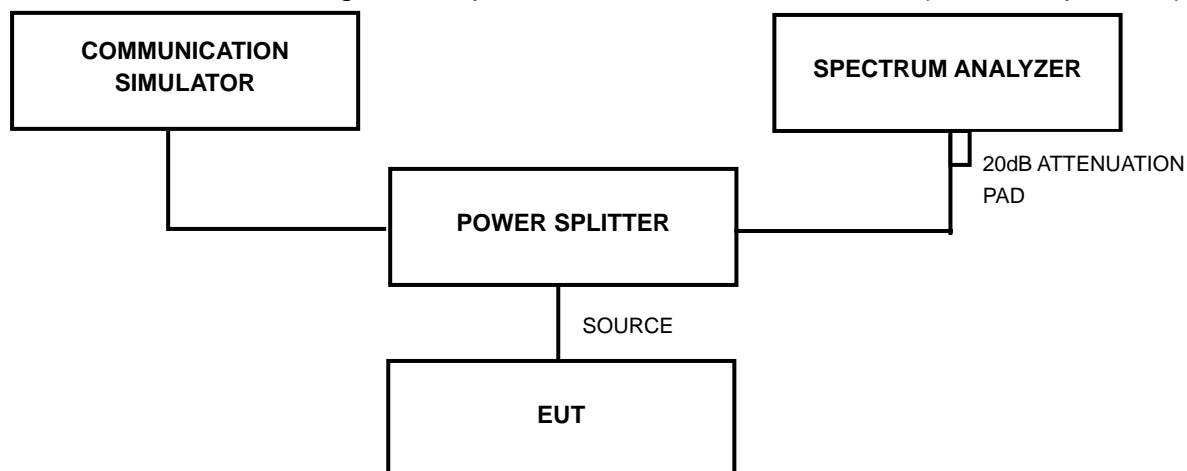 COMMUNICATION
SIMULATOR
SPECTRUM ANALYZER
20dB ATTENUATION
PAD
POWER SPLITTER
SOURCE
EUT